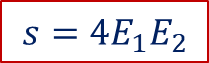 s = 4E₁E₂